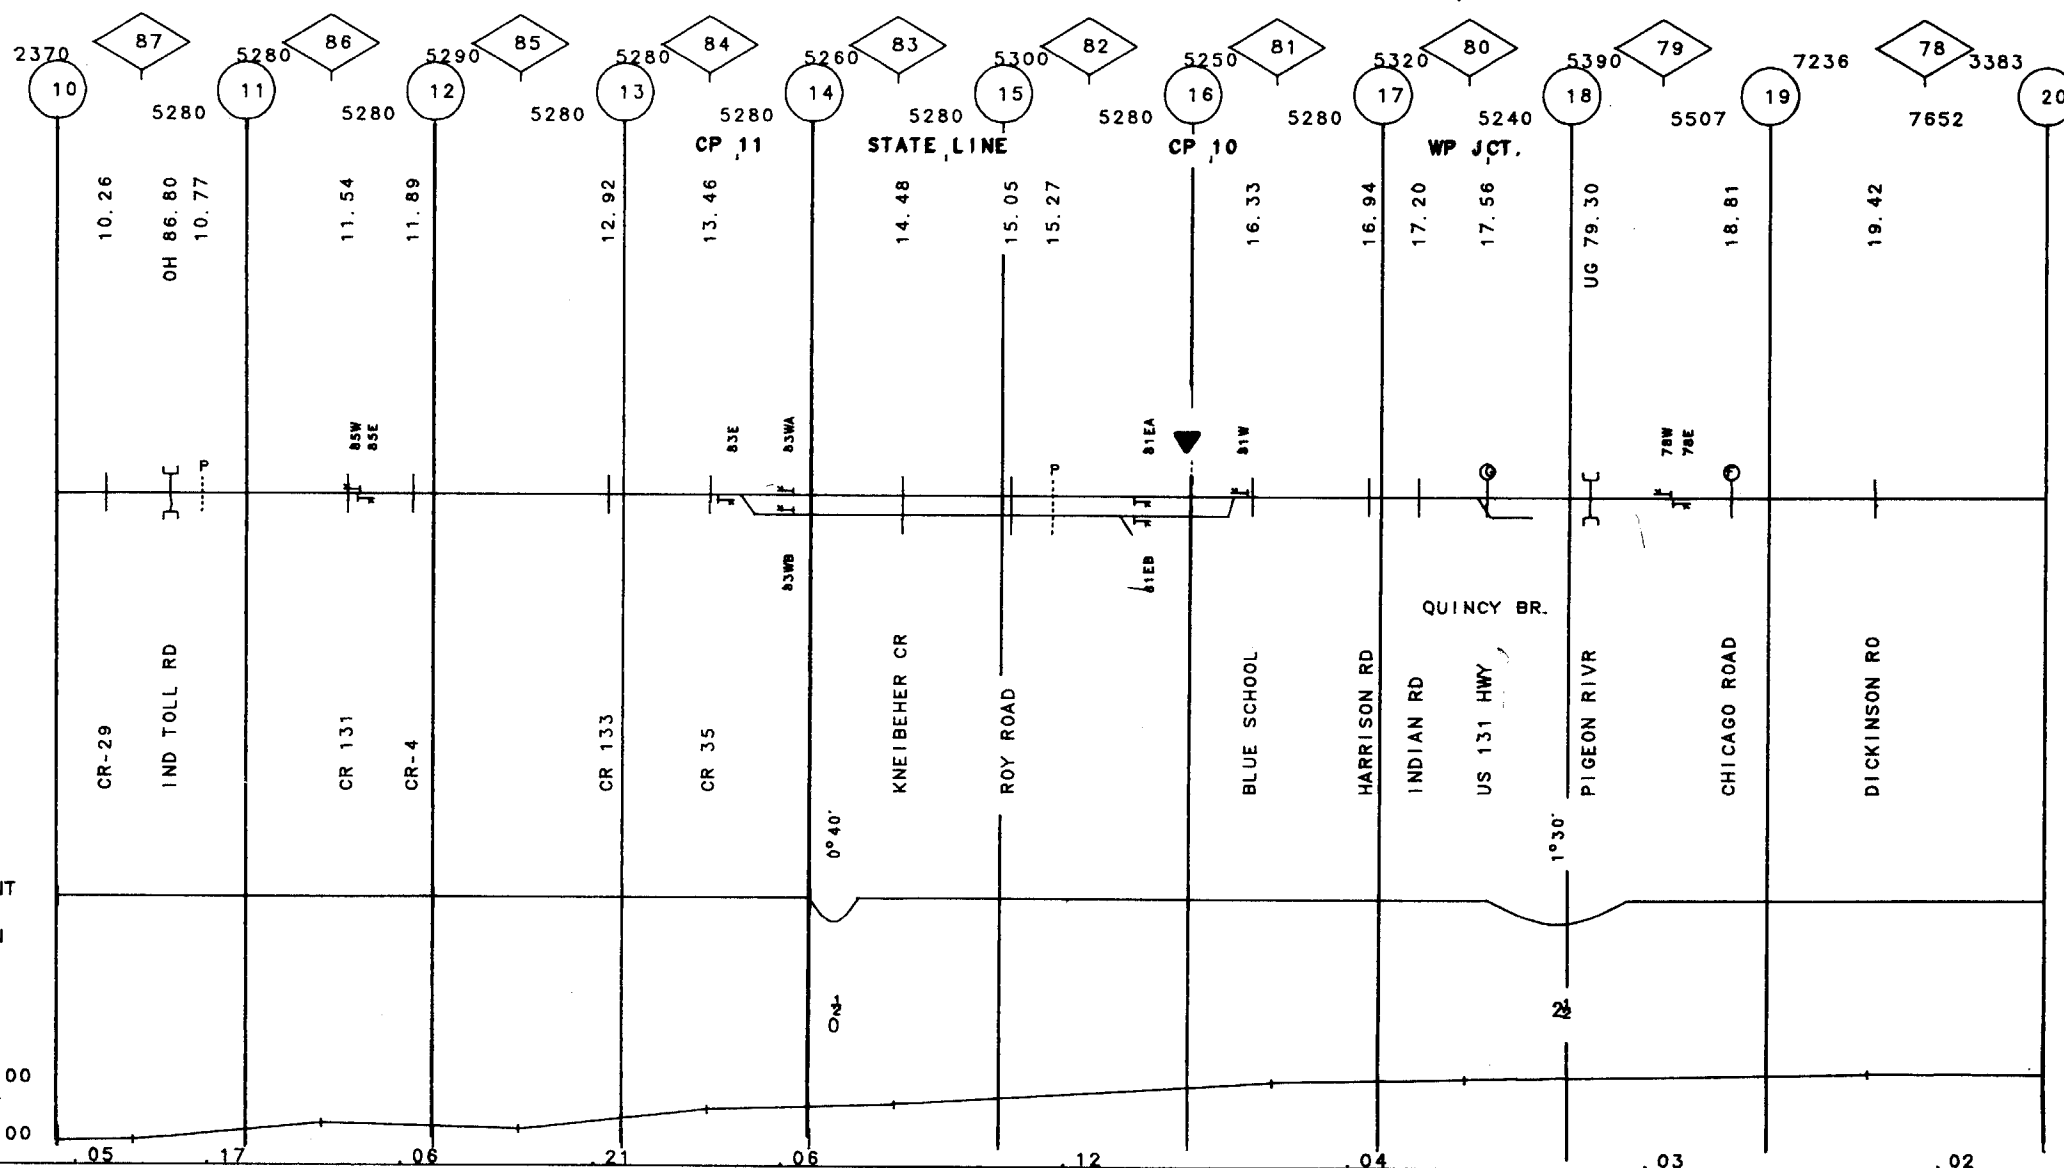 87 86 85 84 83 82 81 80 79 78
2370 5280 5290 5280 5260 5300 5250 5320 5390 7236 3383
10 11 12 13 14 15 16 17 18 19 20
5280 5280 5280 5280 5280 5280 5280 5240 5507 7652
CP 11 STATE LINE CP 10 WP JCT.
10.26
OH 86.80
10.77
11.54
11.89
12.92
13.46
14.48
15.05
15.27
16.33
16.94
17.20
17.56
UG 79.30
18.81
19.42
85W
85E
83E
83WA
81EA
81W
78W
78E
P P G F
83WB
81EB
QUINCY BR.
CR-29
IND TOLL RD
CR 131
CR-4
CR 133
CR 35
KNEIBEHER CR
ROY ROAD
BLUE SCHOOL
HARRISON RD
INDIAN RD
US 131 HWY
PIGEON RIVR
CHICAGO ROAD
DICKINSON RD
0°40'
1°30'
0½ 2½
00
00
.05 .17 .06 .21 .06 .12 .04 .03 .02